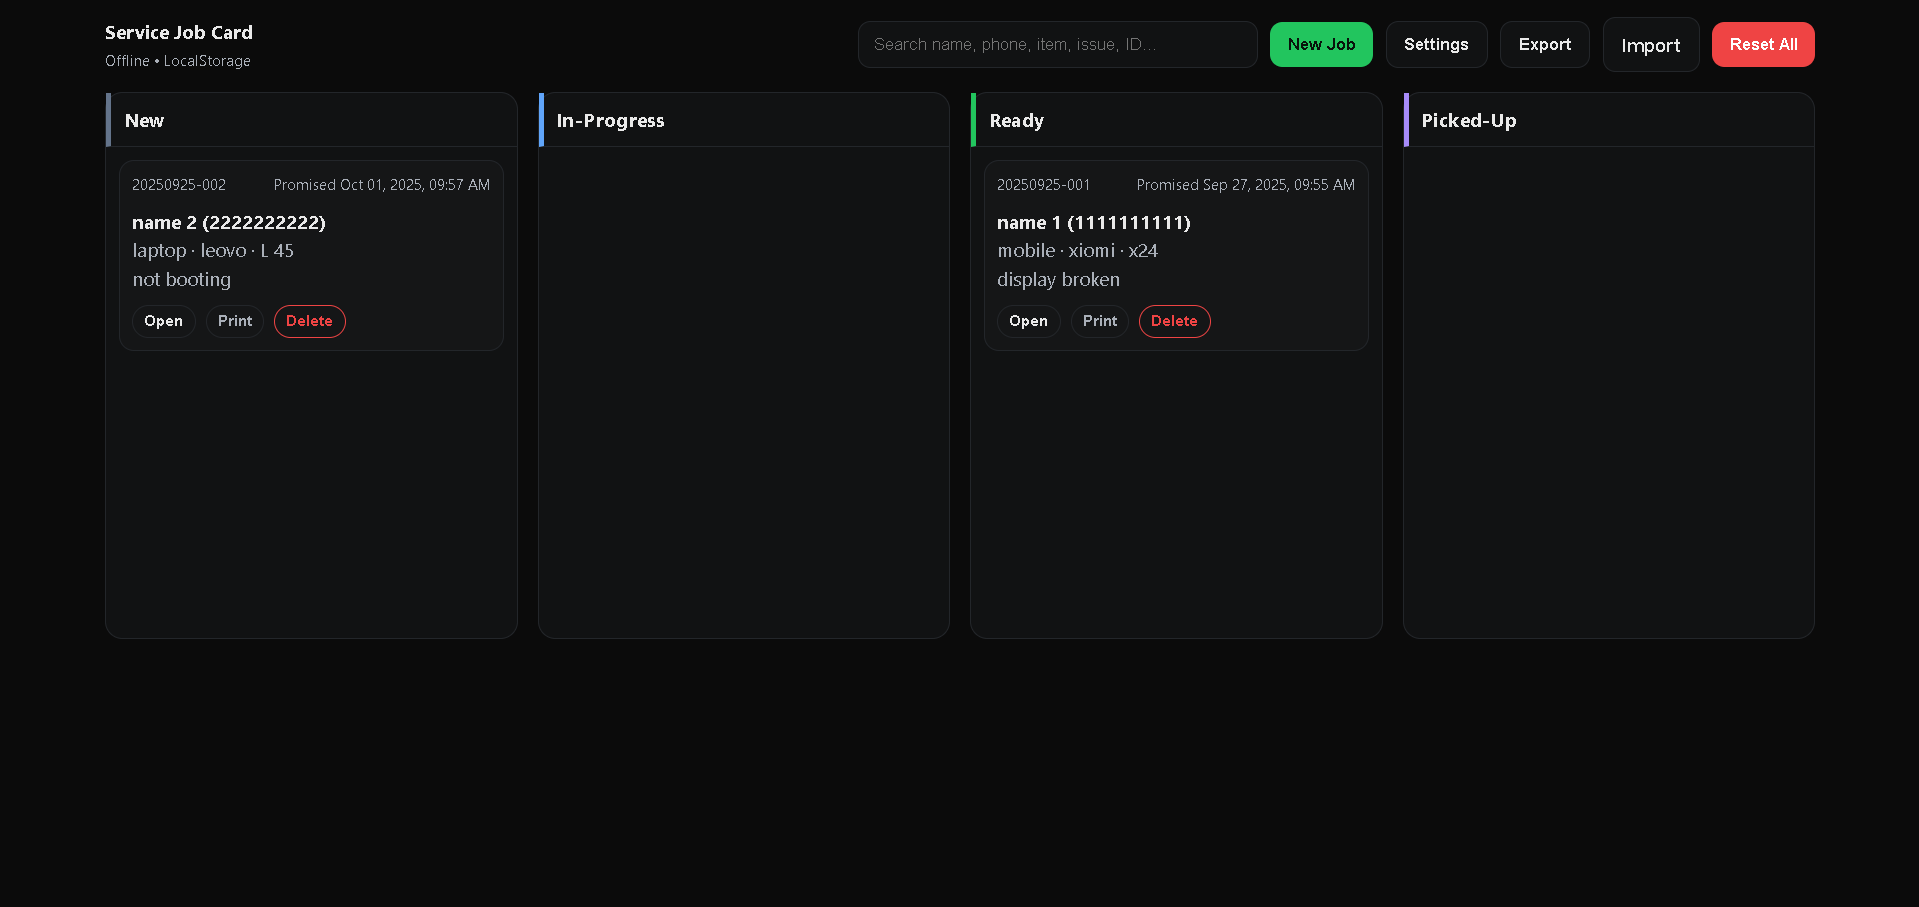 Service Job Card
Offline • LocalStorage
Search name, phone, item, issue, ID...
New Job
Settings
Export
Import
Reset All
New
20250925-002 Promised Oct 01, 2025, 09:57 AM
name 2 (2222222222)
laptop · leovo · L 45
not booting
Open Print Delete
In-Progress
Ready
20250925-001 Promised Sep 27, 2025, 09:55 AM
name 1 (1111111111)
mobile · xiomi · x24
display broken
Open Print Delete
Picked-Up